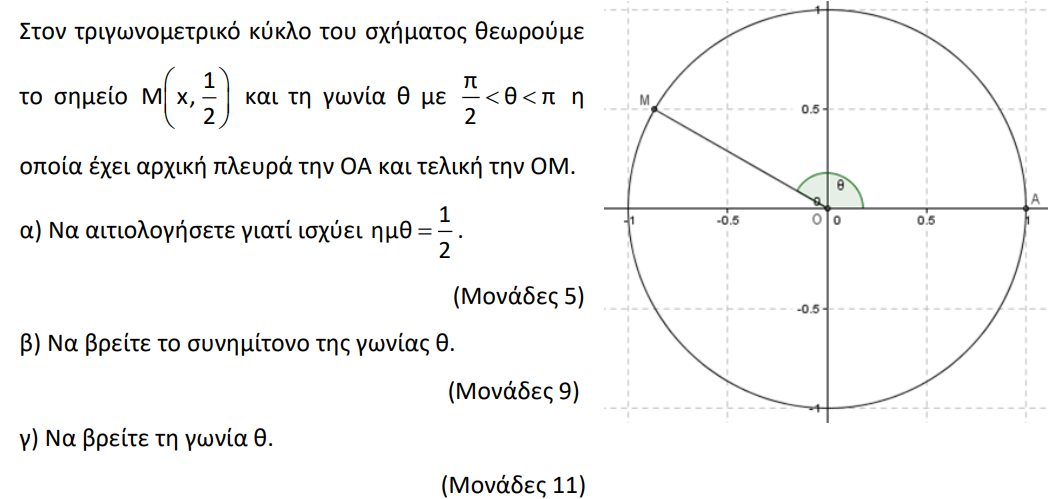 Στον τριγωνομετρικό κύκλο του σχήματος θεωρούμε
το σημείο M(x, 1/2) και τη γωνία θ με π/2 < θ < π η
οποία έχει αρχική πλευρά την ΟΑ και τελική την ΟΜ.
α) Να αιτιολογήσετε γιατί ισχύει ημθ = 1/2 .
(Μονάδες 5)
β) Να βρείτε το συνημίτονο της γωνίας θ.
(Μονάδες 9)
γ) Να βρείτε τη γωνία θ.
(Μονάδες 11)
1
M
0.5
θ
A
-1 -0.5 O 0 0.5 1
-0.5
-1